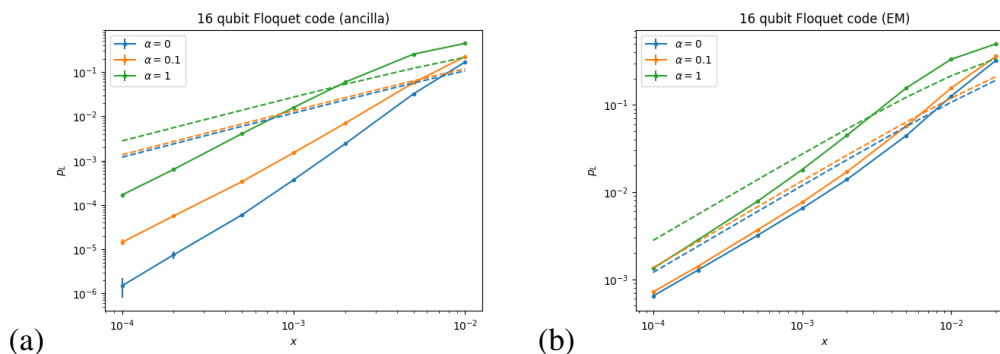 16 qubit Floquet code (ancilla)
α = 0
α = 0.1
α = 1
10⁻¹
10⁻²
10⁻³
10⁻⁴
10⁻⁵
10⁻⁶
p_L
10⁻⁴
10⁻³
10⁻²
x
(a)
16 qubit Floquet code (EM)
α = 0
α = 0.1
α = 1
10⁻¹
10⁻²
10⁻³
p_L
10⁻⁴
10⁻³
10⁻²
x
(b)